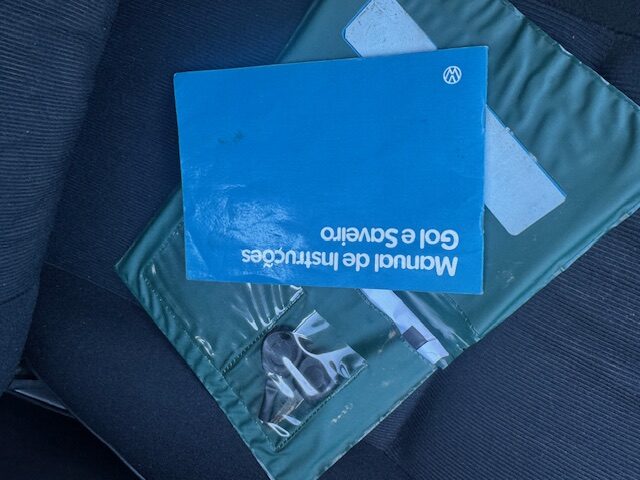 Manual de Instruções
Gol e Saveiro